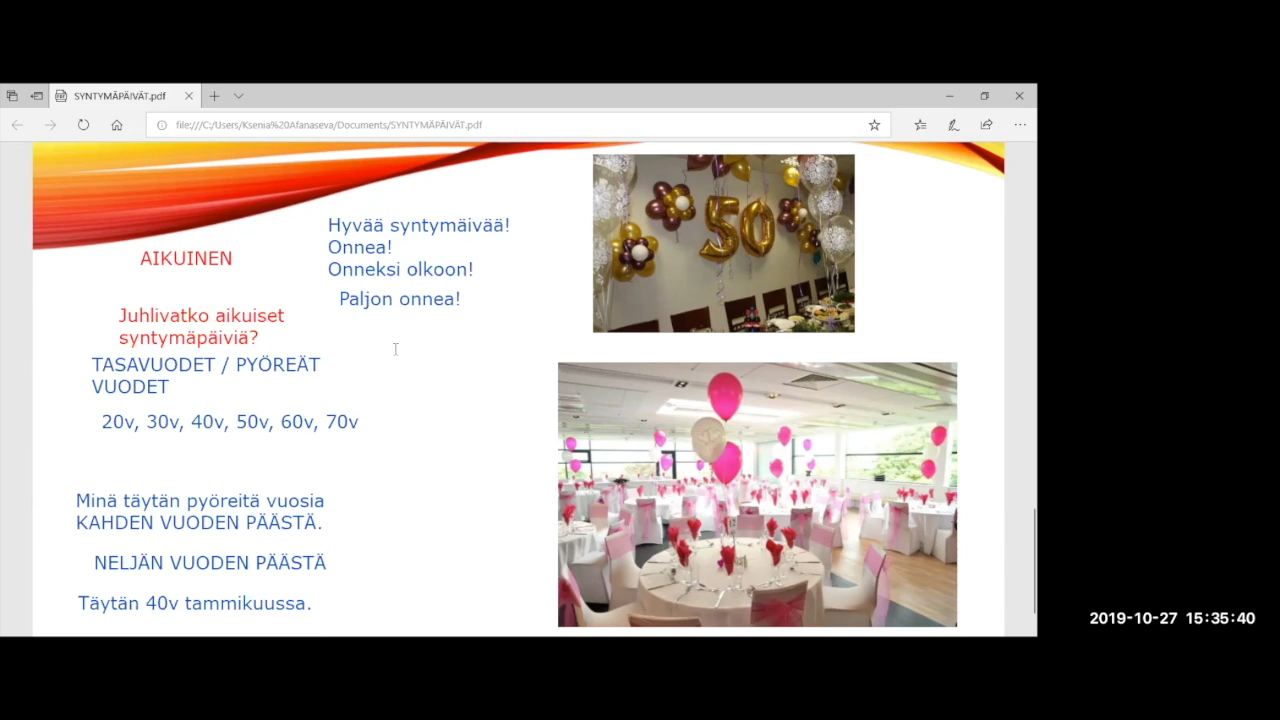 SYNTYMÄPÄIVÄT.pdf
file:///C:/Users/Ksenia%20Afanaseva/Documents/SYNTYMÄPÄIVÄT.pdf
Hyvää syntymäivää!
Onnea!
Onneksi olkoon!
Paljon onnea!
AIKUINEN
Juhlivatko aikuiset
syntymäpäiviä?
TASAVUODET / PYÖREÄT
VUODET
20v, 30v, 40v, 50v, 60v, 70v
Minä täytän pyöreitä vuosia
KAHDEN VUODEN PÄÄSTÄ.
NELJÄN VUODEN PÄÄSTÄ
Täytän 40v tammikuussa.
50
2019-10-27 15:35:40